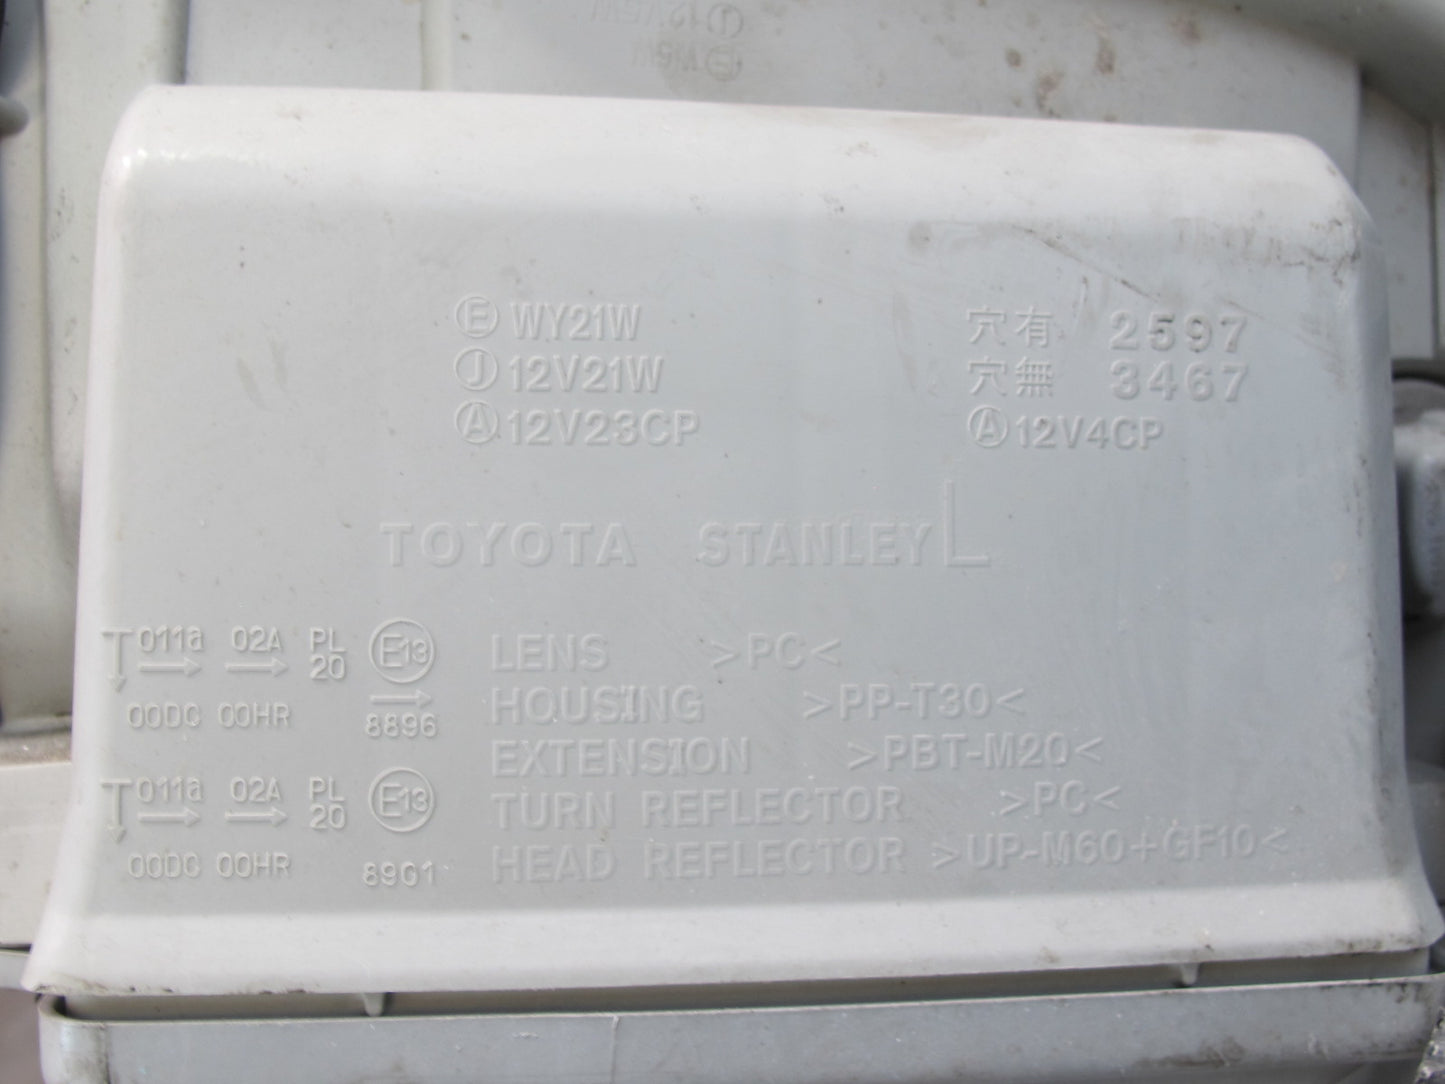 Ⓙ12V5W
ⒺW5W
Ⓔ WY21W
Ⓙ 12V21W
Ⓐ 12V23CP
穴有 2597
穴無 3467
Ⓐ 12V4CP
TOYOTA STANLEY L
011a 02A PL 20 E13
→ → →
00DC 00HR 8896
011a 02A PL 20 E13
→ →
00DC 00HR 8901
LENS >PC<
HOUSING >PP-T30<
EXTENSION >PBT-M20<
TURN REFLECTOR >PC<
HEAD REFLECTOR >UP-M60+GF10<